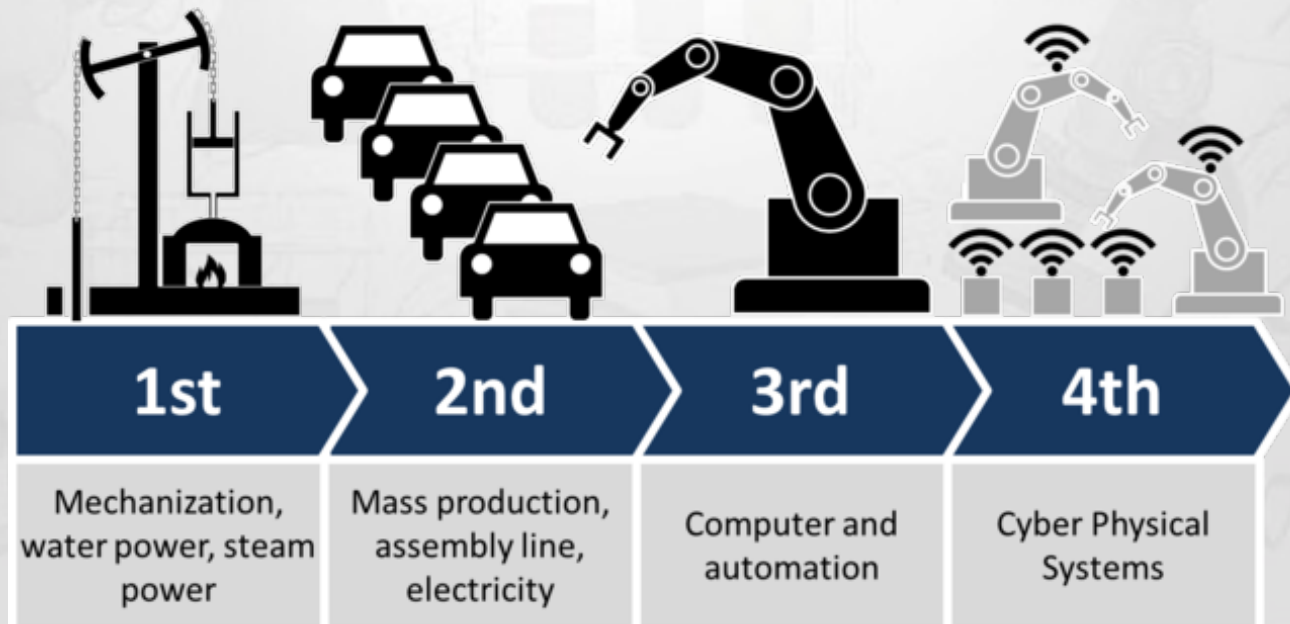 1st
2nd
3rd
4th
Mechanization,
water power, steam
power
Mass production,
assembly line,
electricity
Computer and
automation
Cyber Physical
Systems